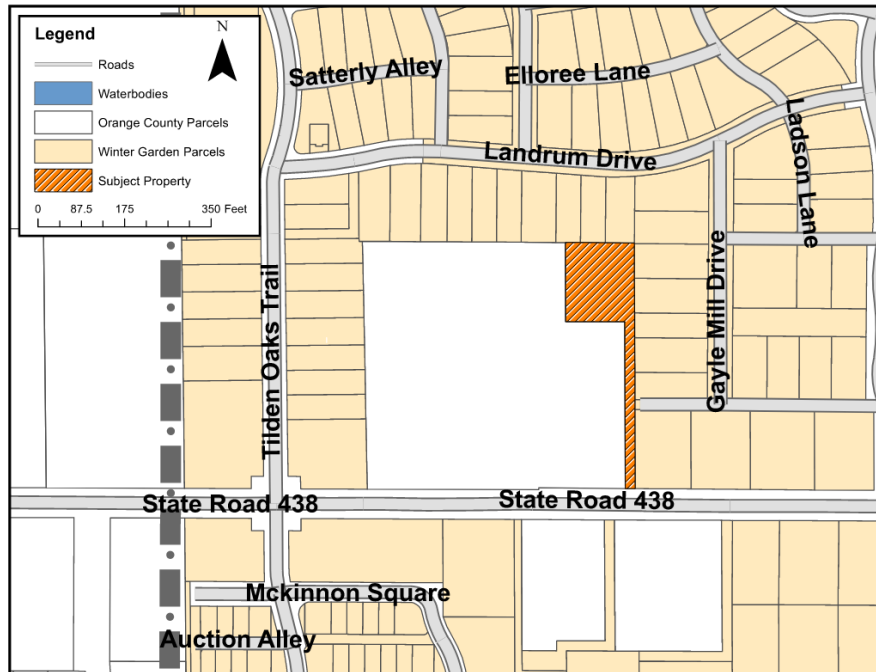 Legend
N
Roads
Waterbodies
Orange County Parcels
Winter Garden Parcels
Subject Property
0 87.5 175 350 Feet
Satterly Alley
Elloree Lane
Landrum Drive
Ladson Lane
Gayle Mill Drive
Tilden Oaks Trail
State Road 438
State Road 438
Mckinnon Square
Auction Alley